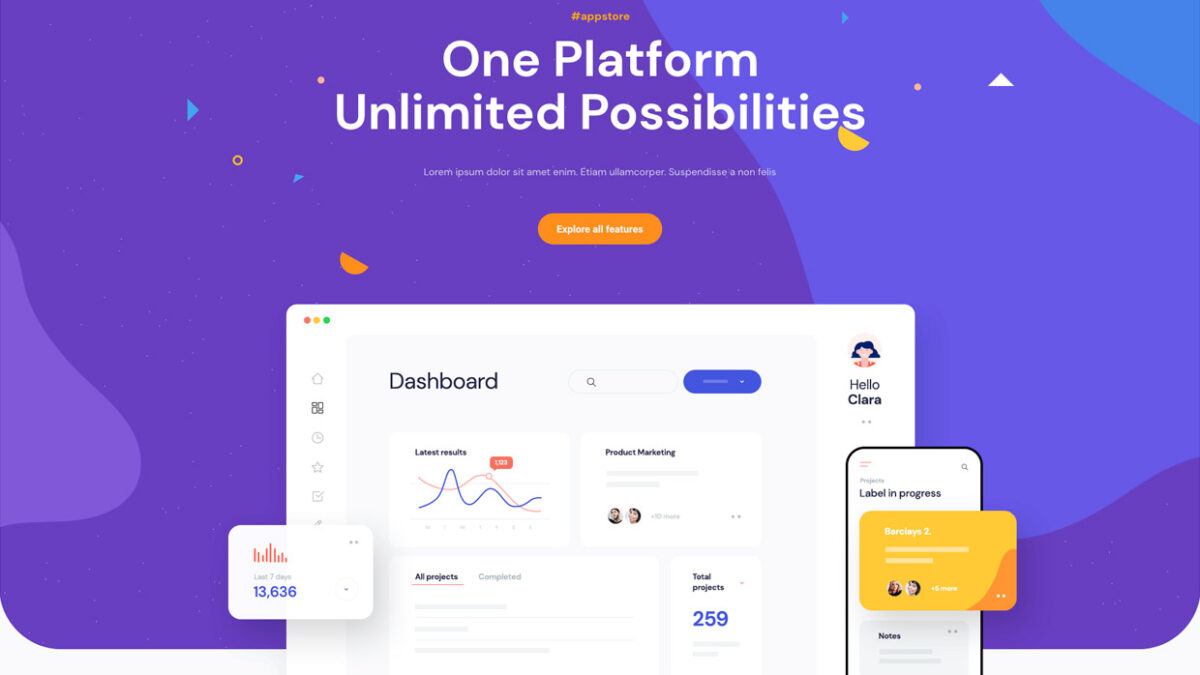 #appstore
One Platform
Unlimited Possibilities
Lorem ipsum dolor sit amet enim. Etiam ullamcorper. Suspendisse a non felis
Explore all features
Dashboard
Hello
Clara
Latest results
1,123
Product Marketing
+10 more
Projects
Label in progress
Barclays 2.
+5 more
Notes
Last 7 days
13,636
All projects
Completed
Total
projects
259